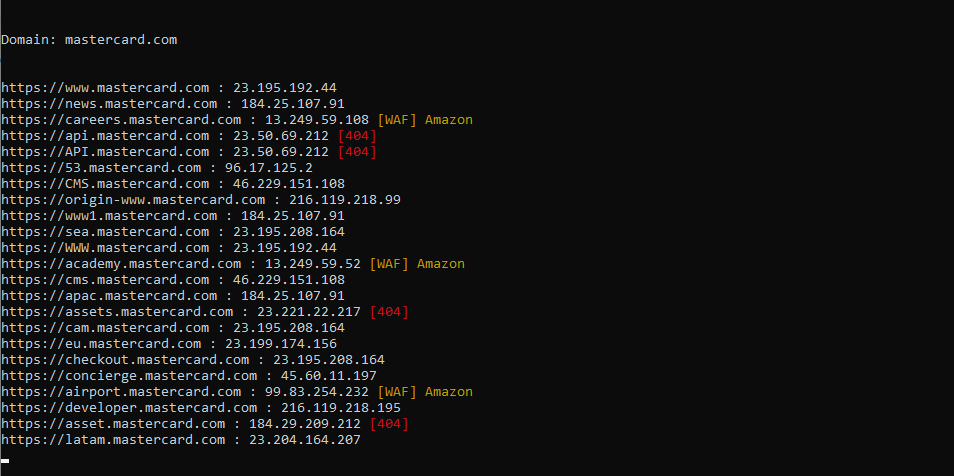 Domain: mastercard.com
https://www.mastercard.com : 23.195.192.44
https://news.mastercard.com : 184.25.107.91
https://careers.mastercard.com : 13.249.59.108 [WAF] Amazon
https://api.mastercard.com : 23.50.69.212 [404]
https://API.mastercard.com : 23.50.69.212 [404]
https://53.mastercard.com : 96.17.125.2
https://CMS.mastercard.com : 46.229.151.108
https://origin-www.mastercard.com : 216.119.218.99
https://www1.mastercard.com : 184.25.107.91
https://sea.mastercard.com : 23.195.208.164
https://WWW.mastercard.com : 23.195.192.44
https://academy.mastercard.com : 13.249.59.52 [WAF] Amazon
https://cms.mastercard.com : 46.229.151.108
https://apac.mastercard.com : 184.25.107.91
https://assets.mastercard.com : 23.221.22.217 [404]
https://cam.mastercard.com : 23.195.208.164
https://eu.mastercard.com : 23.199.174.156
https://checkout.mastercard.com : 23.195.208.164
https://concierge.mastercard.com : 45.60.11.197
https://airport.mastercard.com : 99.83.254.232 [WAF] Amazon
https://developer.mastercard.com : 216.119.218.195
https://asset.mastercard.com : 184.29.209.212 [404]
https://latam.mastercard.com : 23.204.164.207